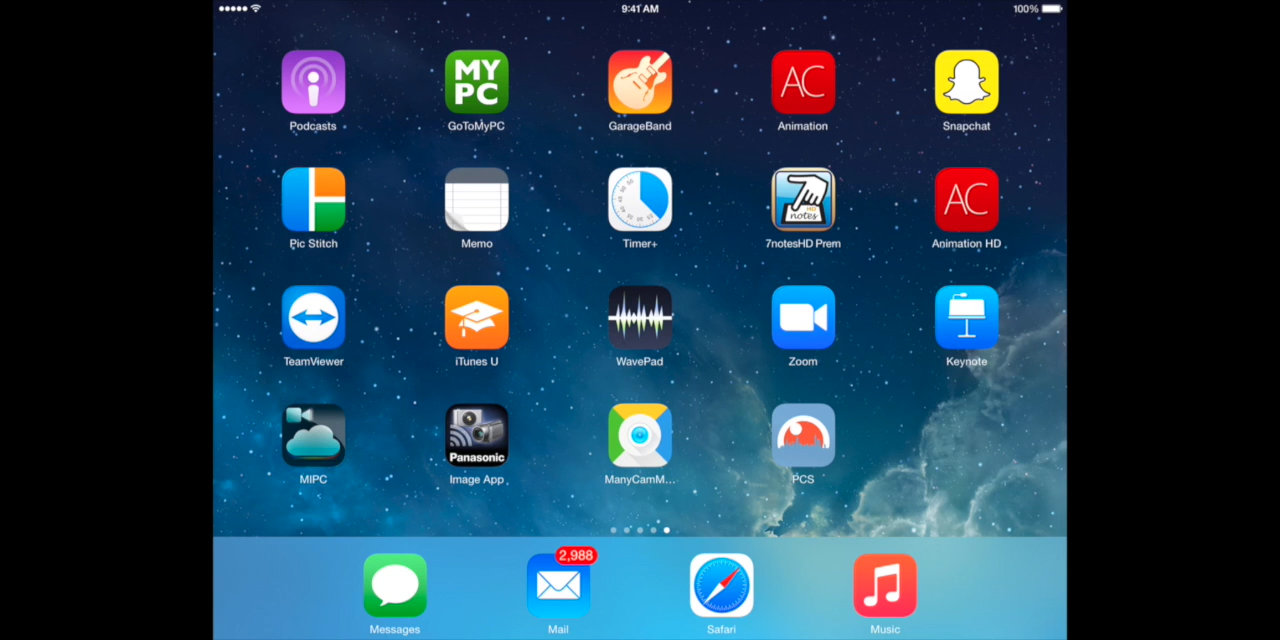 9:41 AM
100%
MY
PC
AC
Podcasts
GoToMyPC
GarageBand
Animation
Snapchat
HD
notes
AC
Pic Stitch
Memo
Timer+
7notesHD Prem
Animation HD
TeamViewer
iTunes U
WavePad
Zoom
Keynote
Panasonic
MIPC
Image App
ManyCamM...
PCS
2,988
Messages
Mail
Safari
Music